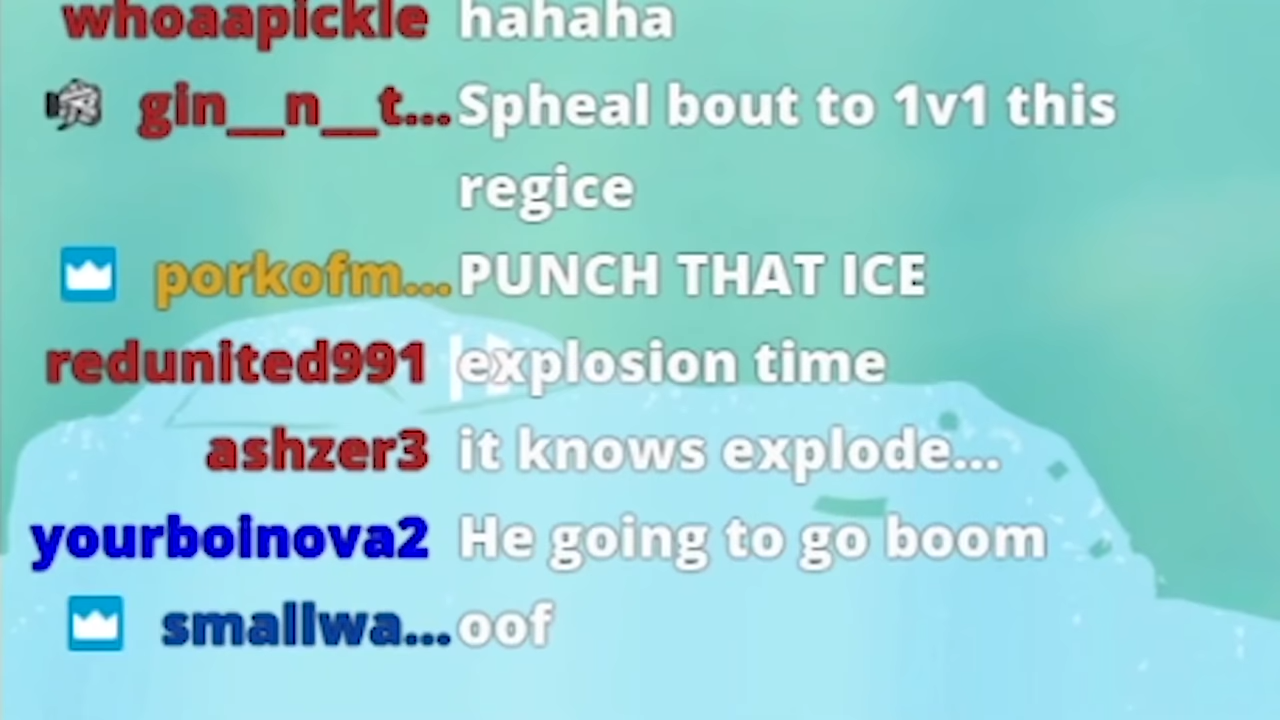 whoaapickle hahaha
gin__n__t... Spheal bout to 1v1 this
regice
porkofm... PUNCH THAT ICE
redunited991 explosion time
ashzer3 it knows explode...
yourboinova2 He going to go boom
smallwa... oof